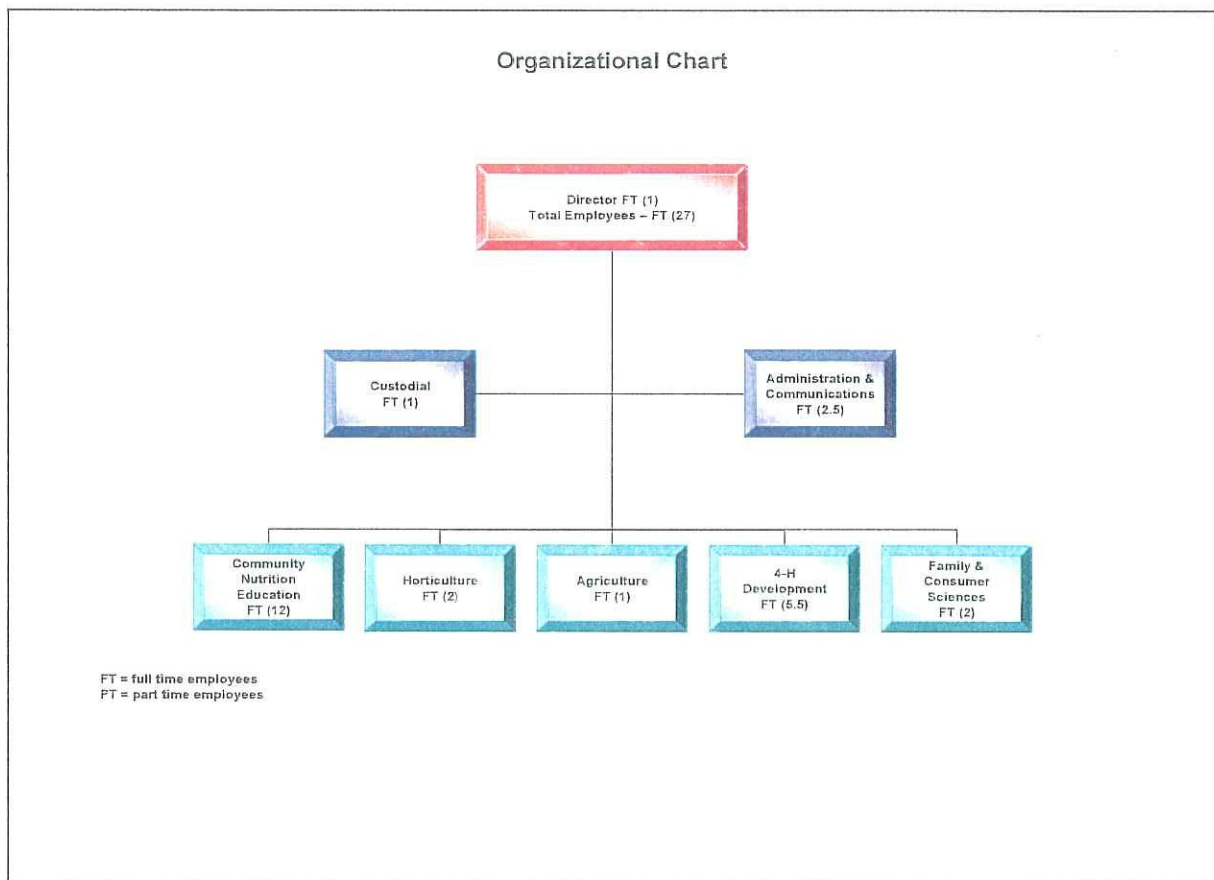 Organizational Chart
Director FT (1)
Total Employees – FT (27)
Custodial
FT (1)
Administration &
Communications
FT (2.5)
Community
Nutrition
Education
FT (12)
Horticulture
FT (2)
Agriculture
FT (1)
4-H
Development
FT (5.5)
Family &
Consumer
Sciences
FT (2)
FT = full time employees
PT = part time employees